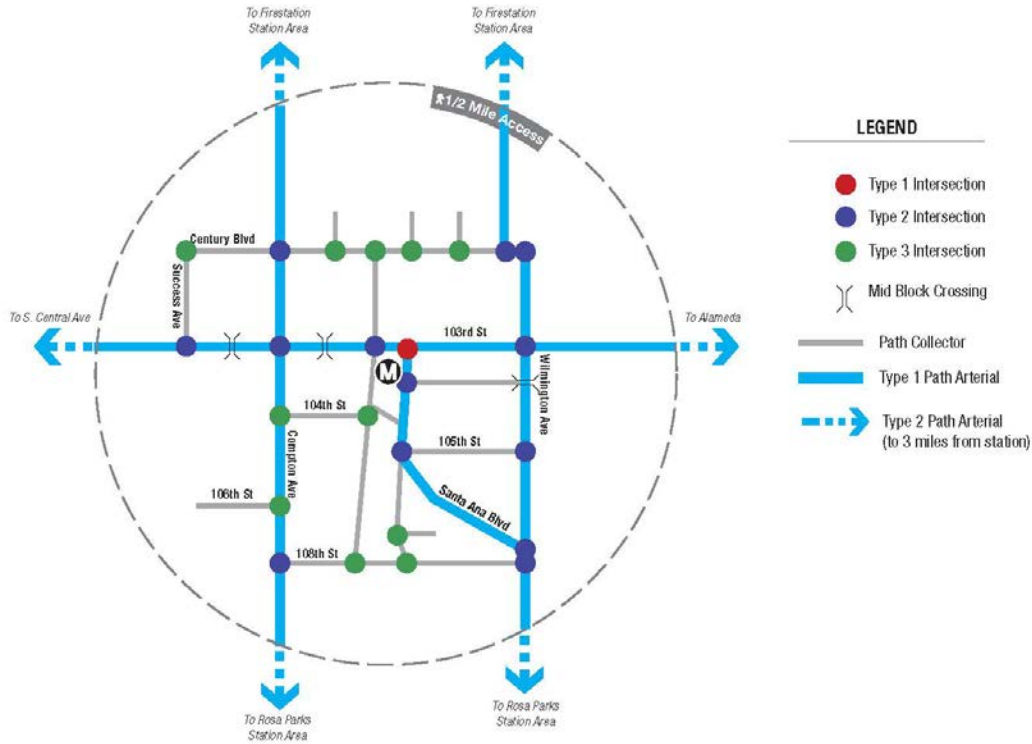 To Firestation
Station Area
To Firestation
Station Area
1/2 Mile Access
LEGEND
Type 1 Intersection
Type 2 Intersection
Type 3 Intersection
Mid Block Crossing
Path Collector
Type 1 Path Arterial
Type 2 Path Arterial
(to 3 miles from station)
Century Blvd
Success Ave
To S. Central Ave
103rd St
To Alameda
M
Wilmington Ave
104th St
Compton Ave
105th St
106th St
Santa Ana Blvd
108th St
To Rosa Parks
Station Area
To Rosa Parks
Station Area